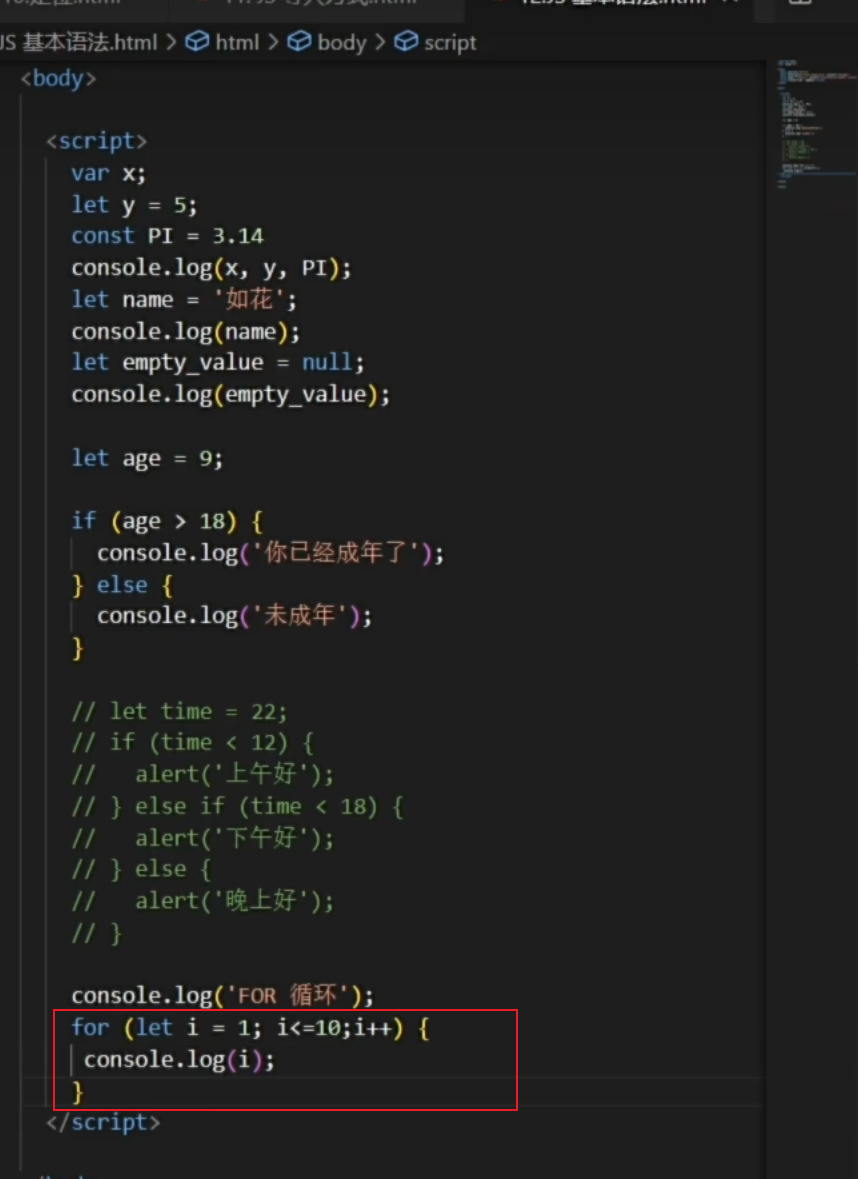 JS 基本语法.html > html > body > script
<body>
<script>
var x;
let y = 5;
const PI = 3.14
console.log(x, y, PI);
let name = '如花';
console.log(name);
let empty_value = null;
console.log(empty_value);
let age = 9;
if (age > 18) {
console.log('你已经成年了');
} else {
console.log('未成年');
}
// let time = 22;
// if (time < 12) {
//   alert('上午好');
// } else if (time < 18) {
//   alert('下午好');
// } else {
//   alert('晚上好');
// }
console.log('FOR 循环');
for (let i = 1; i<=10;i++) {
console.log(i);
}
</script>